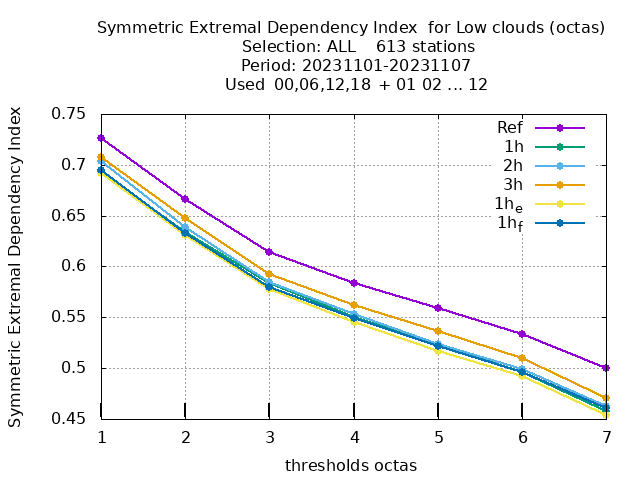 Symmetric Extremal Dependency Index  for Low clouds (octas)
Selection: ALL    613 stations
Period: 20231101-20231107
Used  00,06,12,18 + 01 02 ... 12
Symmetric Extremal Dependency Index
0.75
0.7
0.65
0.6
0.55
0.5
0.45
Ref
1h
2h
3h
1he
1hf
1 2 3 4 5 6 7
thresholds octas